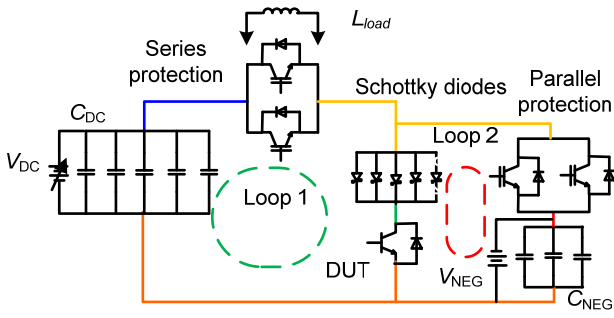 L_load
Series
protection
Schottky diodes
Parallel
protection
C_DC
Loop 2
V_DC
Loop 1
DUT
V_NEG
C_NEG